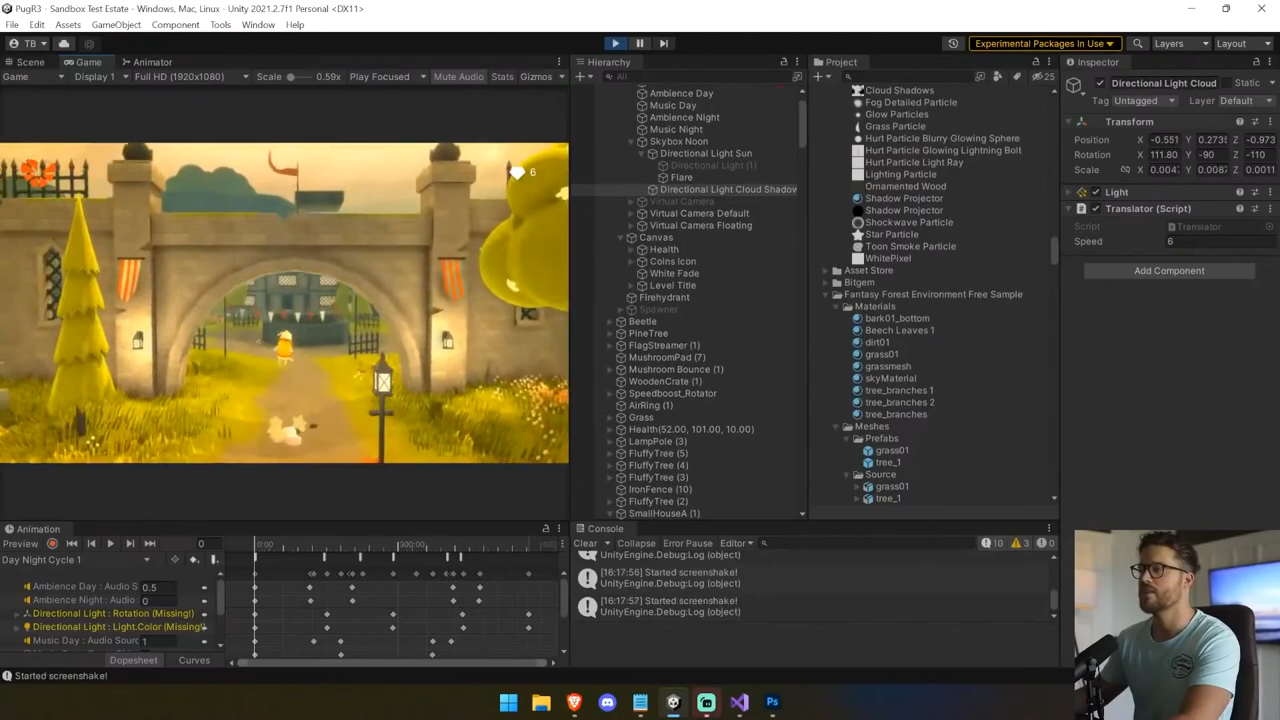 PugR3 - Sandbox Test Estate - Windows, Mac, Linux - Unity 2021.2.7f1 Personal <DX11>
File Edit Assets GameObject Component Tools Window Help
TB
Experimental Packages In Use
Layers
Layout
Scene
Game
Animator
Game
Display 1
Full HD (1920x1080)
Scale
0.59x
Play Focused
Mute Audio
Stats
Gizmos
6
Hierarchy
All
Ambience Day
Music Day
Ambience Night
Music Night
Skybox Noon
Directional Light Sun
Directional Light (1)
Flare
Directional Light Cloud Shadow
Virtual Camera
Virtual Camera Default
Virtual Camera Floating
Canvas
Health
Coins Icon
White Fade
Level Title
Firehydrant
Spawner
Beetle
PineTree
FlagStreamer (1)
MushroomPad (7)
Mushroom Bounce (1)
WoodenCrate (1)
Speedboost_Rotator
AirRing (1)
Grass
Health(52.00, 101.00, 10.00)
LampPole (3)
FluffyTree (5)
FluffyTree (4)
FluffyTree (3)
IronFence (10)
FluffyTree (2)
SmallHouseA (1)
Project
25
Cloud Shadows
Fog Detailed Particle
Glow Particles
Grass Particle
Hurt Particle Blurry Glowing Sphere
Hurt Particle Glowing Lightning Bolt
Hurt Particle Light Ray
Lighting Particle
Ornamented Wood
Shadow Projector
Shadow Projector
Shockwave Particle
Star Particle
Toon Smoke Particle
WhitePixel
Asset Store
Bitgem
Fantasy Forest Environment Free Sample
Materials
bark01_bottom
Beech Leaves 1
dirt01
grass01
grassmesh
skyMaterial
tree_branches 1
tree_branches 2
tree_branches
Meshes
Prefabs
grass01
tree_1
Source
grass01
tree_1
Inspector
Directional Light Cloud
Static
Tag Untagged
Layer Default
Transform
Position X -0.551 Y 0.273 Z -0.973
Rotation X 111.80 Y -90 Z -110
Scale X 0.004 Y 0.008 Z 0.0011
Light
Translator (Script)
Script Translator
Speed 6
Add Component
Animation
Preview
0
0:00
300:00
Day Night Cycle 1
Ambience Day : Audio S 0.5
Ambience Night : Audio 0
Directional Light : Rotation (Missing!)
Directional Light : Light.Color (Missing!)
Music Day : Audio Sourc 1
Dopesheet
Curves
Console
Clear
Collapse
Error Pause
Editor
10
3
0
UnityEngine.Debug:Log (object)
[16:17:56] Started screenshake!
UnityEngine.Debug:Log (object)
[16:17:57] Started screenshake!
UnityEngine.Debug:Log (object)
Started screenshake!